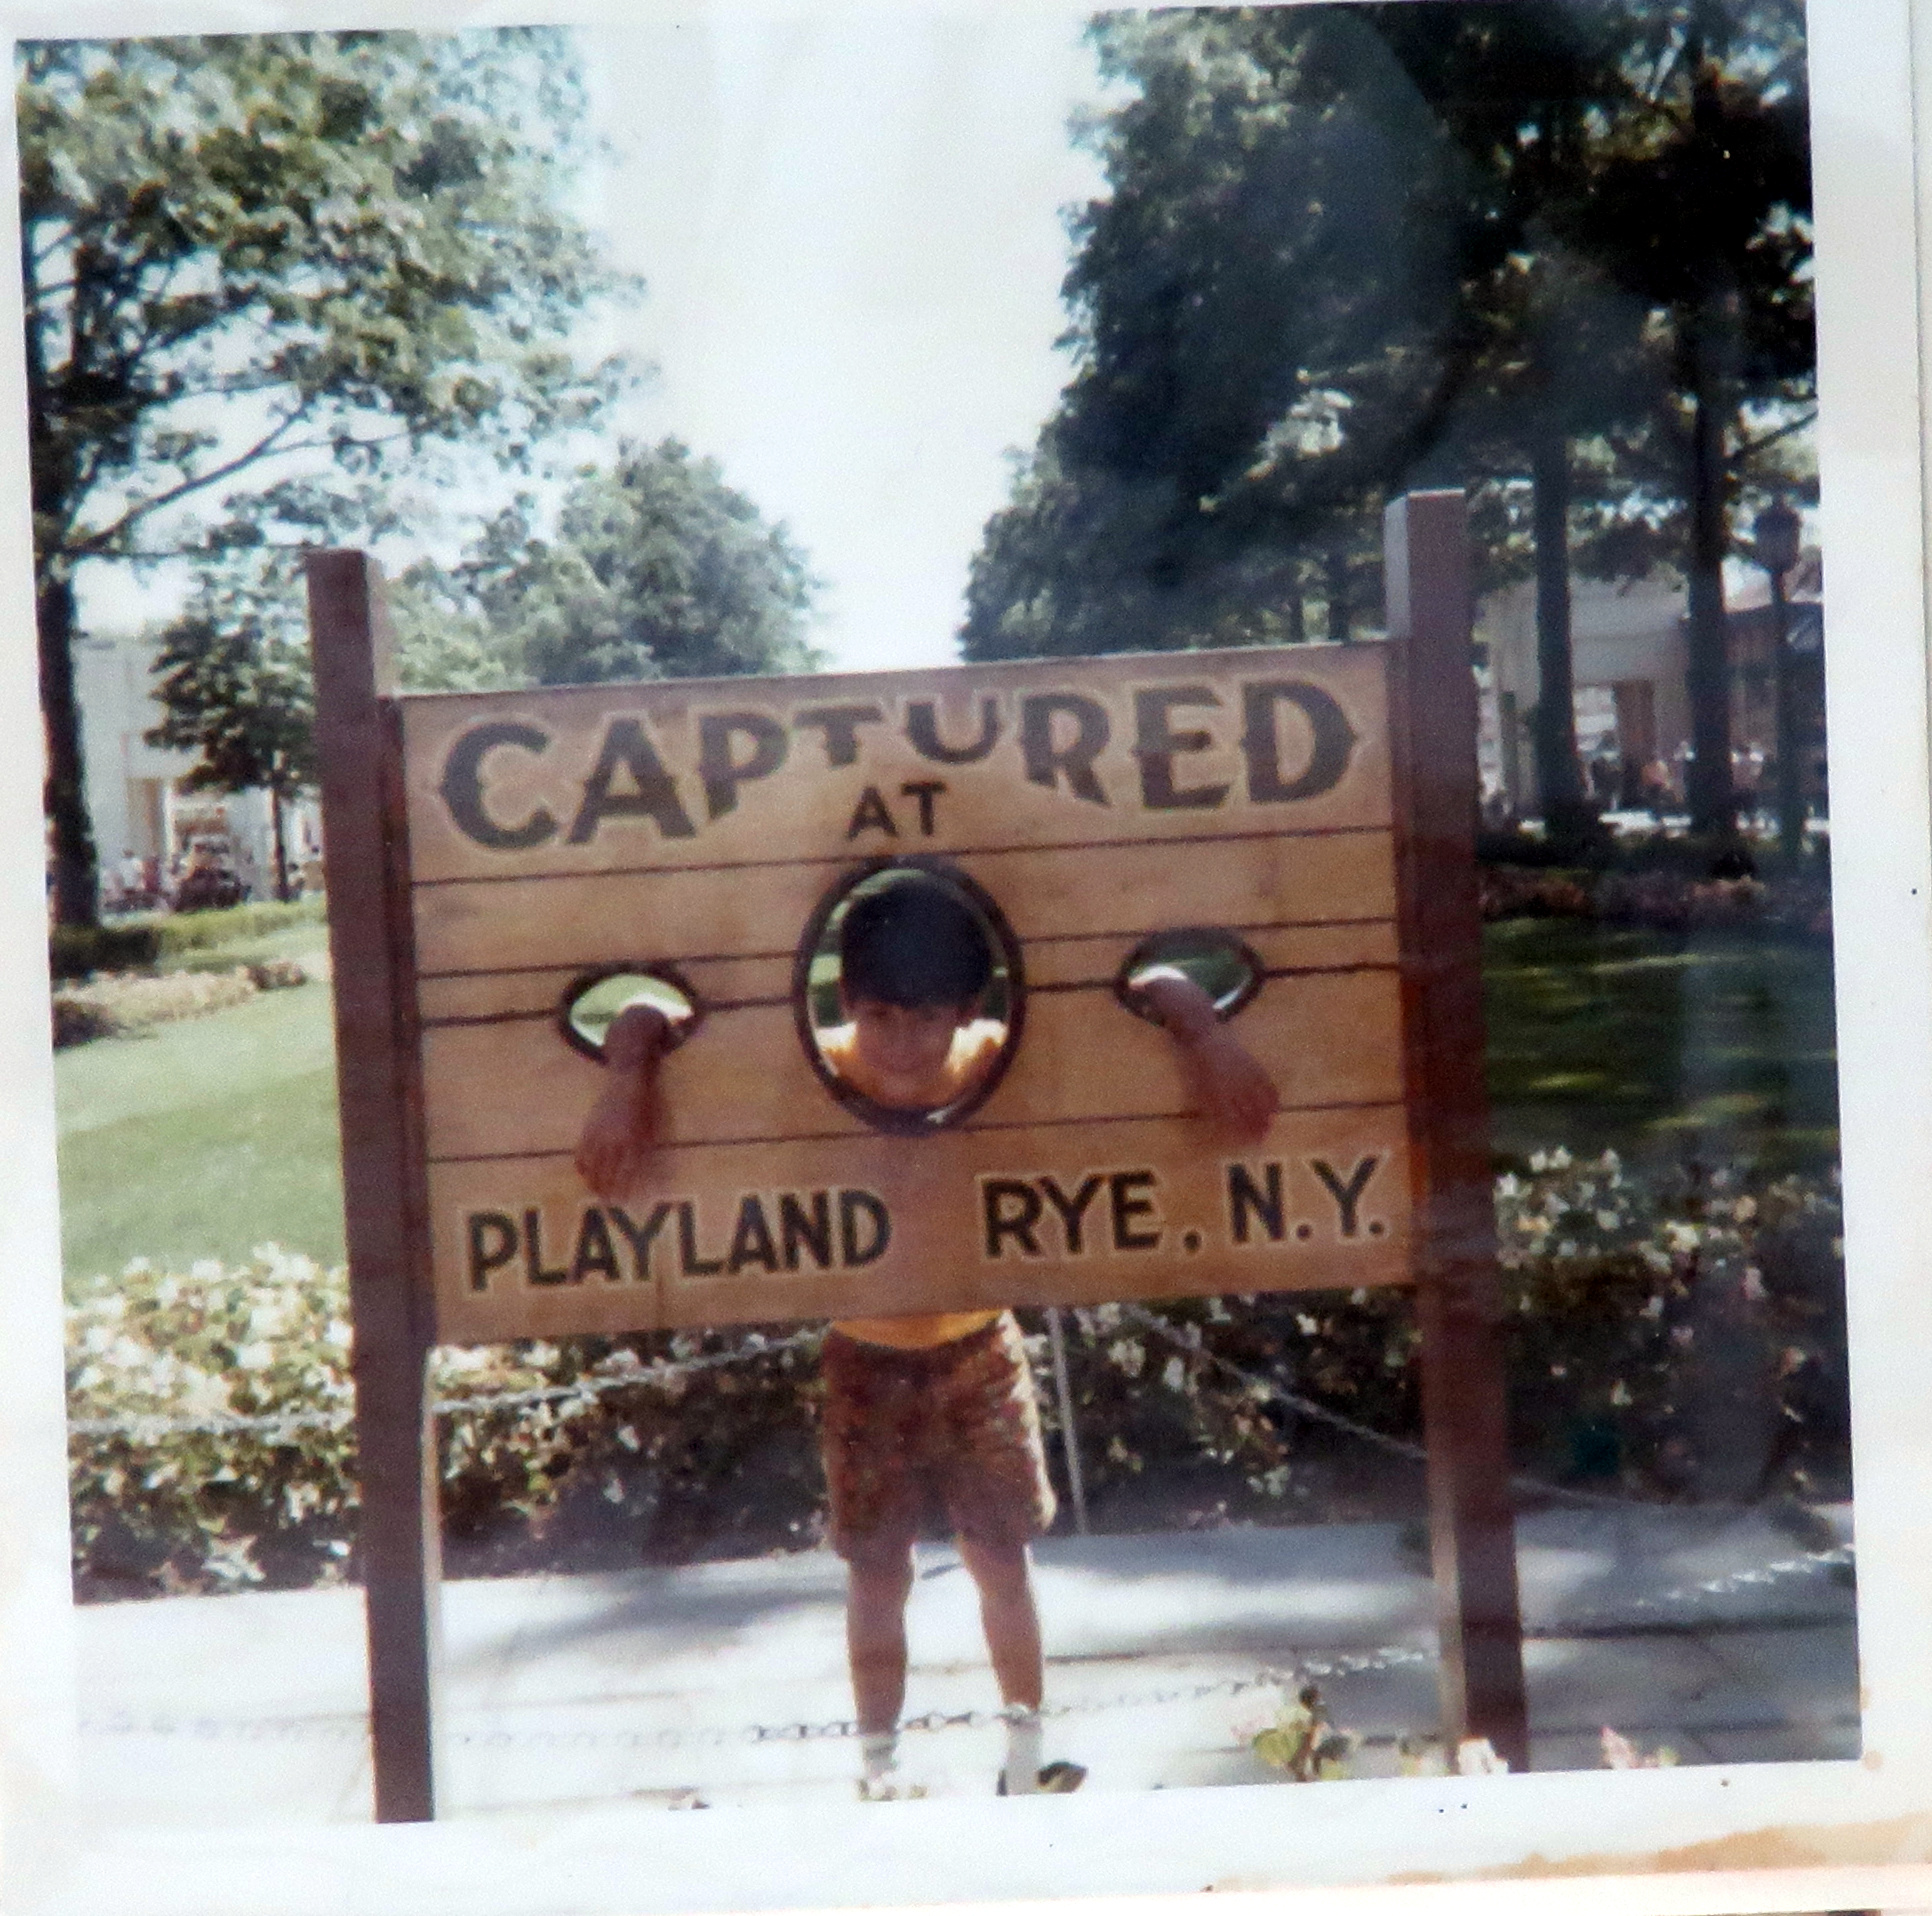 CAPTURED
AT
PLAYLAND RYE. N.Y.